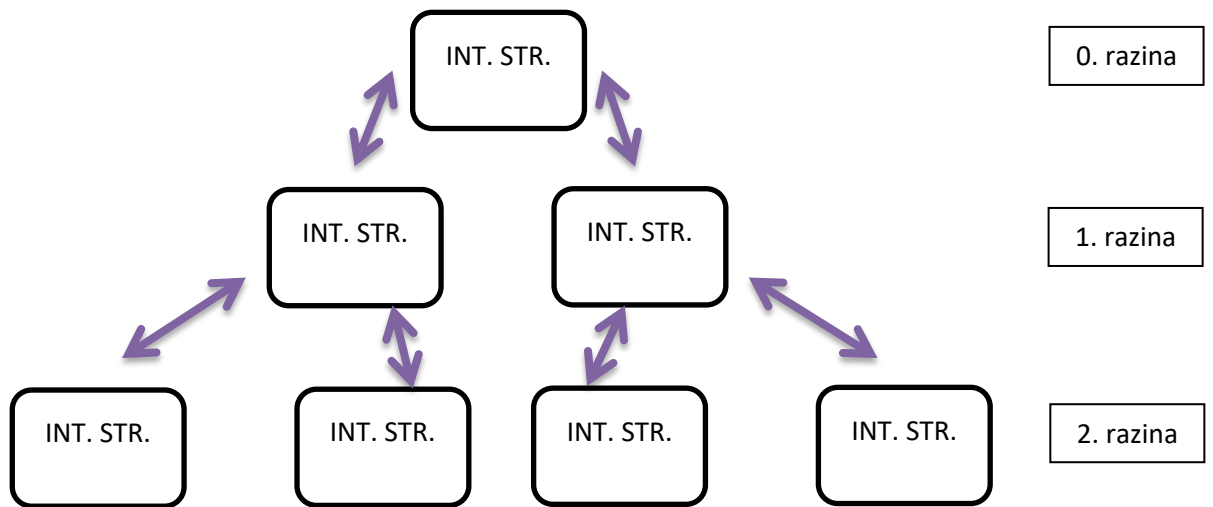 INT. STR.
0. razina
INT. STR.
INT. STR.
1. razina
INT. STR.
INT. STR.
INT. STR.
INT. STR.
2. razina